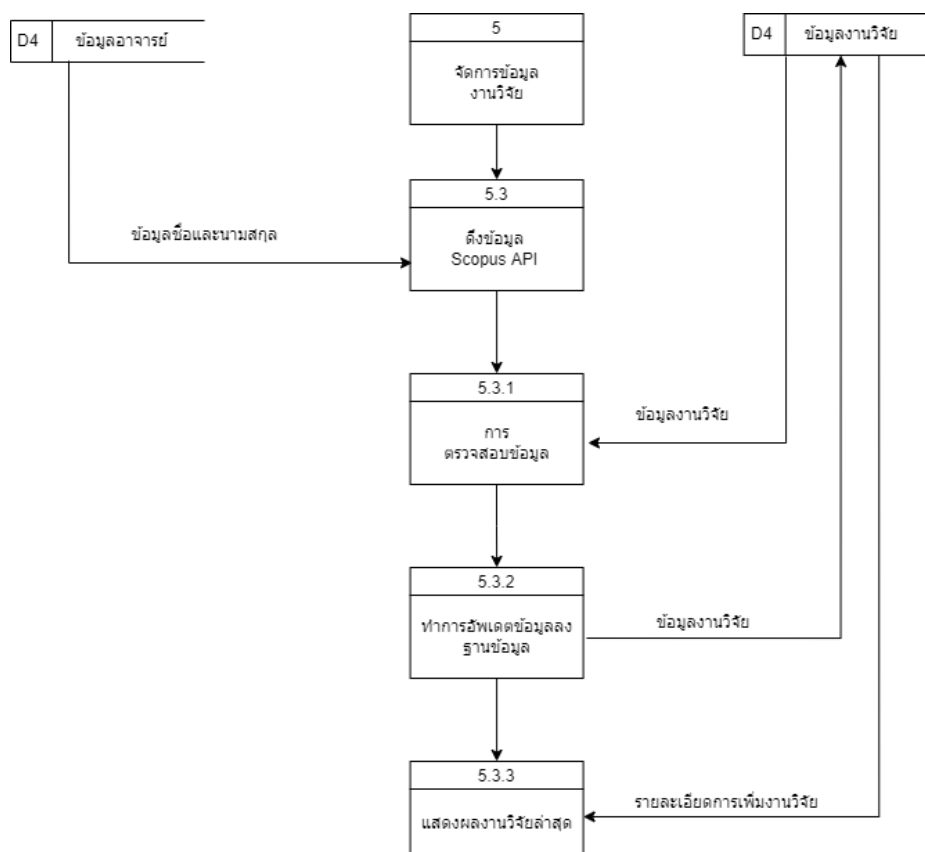 D4 ข้อมูลอาจารย์
5
D4 ข้อมูลงานวิจัย
จัดการข้อมูล
งานวิจัย
5.3
ข้อมูลชื่อและนามสกุล
ดึงข้อมูล
Scopus API
5.3.1
ข้อมูลงานวิจัย
การ
ตรวจสอบข้อมูล
5.3.2
ทำการอัพเดตข้อมูลลง
ฐานข้อมูล
ข้อมูลงานวิจัย
5.3.3
รายละเอียดการเพิ่มงานวิจัย
แสดงผลงานวิจัยล่าสุด